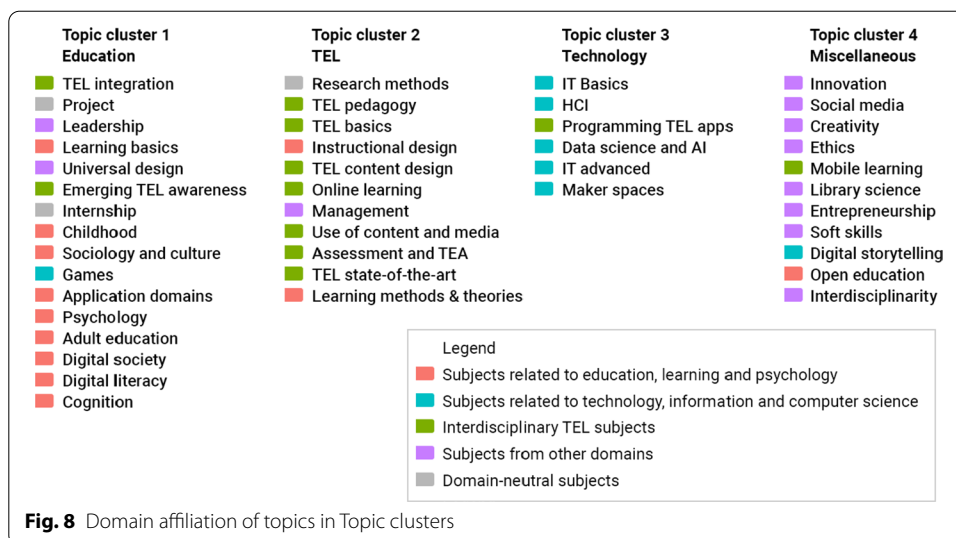 Topic cluster 1
Education
TEL integration
Project
Leadership
Learning basics
Universal design
Emerging TEL awareness
Internship
Childhood
Sociology and culture
Games
Application domains
Psychology
Adult education
Digital society
Digital literacy
Cognition
Topic cluster 2
TEL
Research methods
TEL pedagogy
TEL basics
Instructional design
TEL content design
Online learning
Management
Use of content and media
Assessment and TEA
TEL state-of-the-art
Learning methods & theories
Topic cluster 3
Technology
IT Basics
HCI
Programming TEL apps
Data science and AI
IT advanced
Maker spaces
Topic cluster 4
Miscellaneous
Innovation
Social media
Creativity
Ethics
Mobile learning
Library science
Entrepreneurship
Soft skills
Digital storytelling
Open education
Interdisciplinarity
Legend
Subjects related to education, learning and psychology
Subjects related to technology, information and computer science
Interdisciplinary TEL subjects
Subjects from other domains
Domain-neutral subjects
Fig. 8 Domain affiliation of topics in Topic clusters